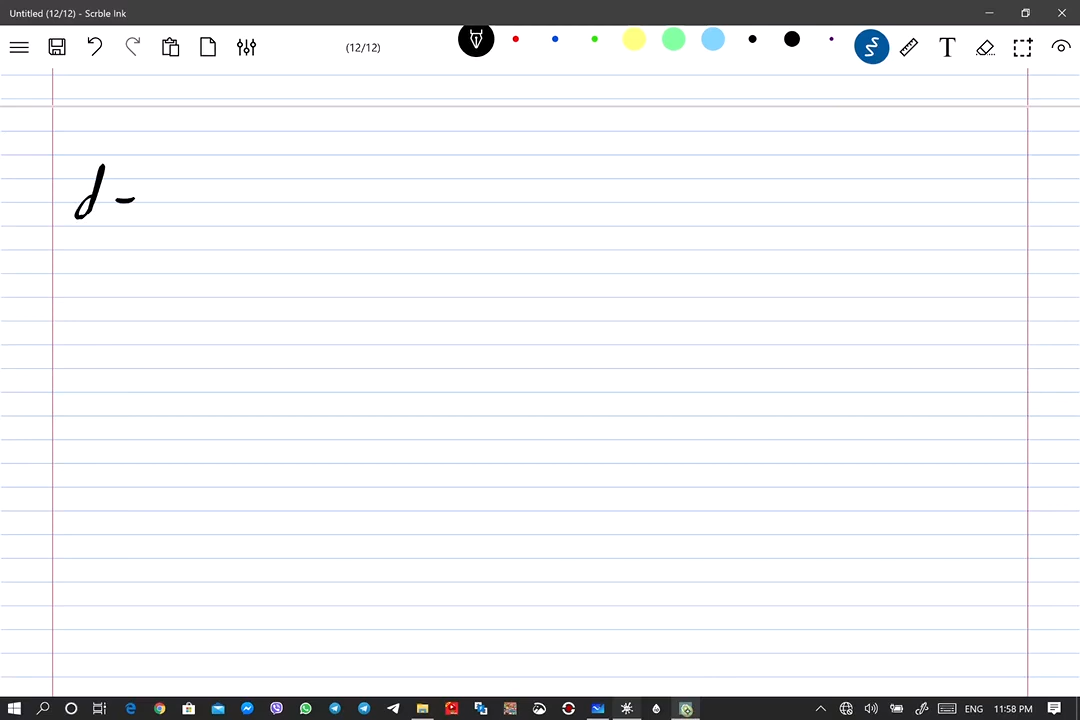 Untitled (12/12) - Scrble Ink
(12/12)
T
d -
ENG
11:58 PM